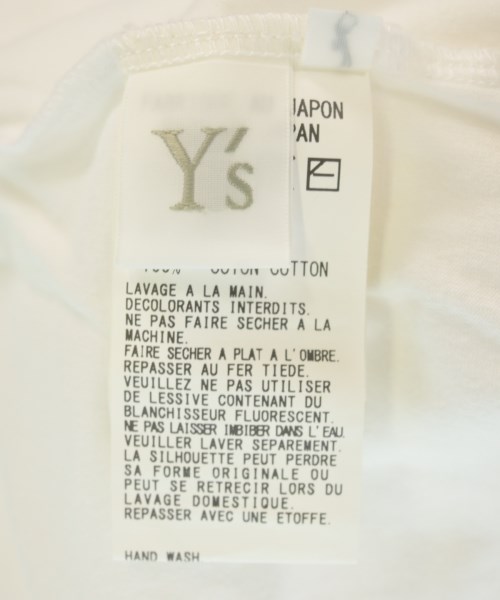 JAPON
PAN
Y's
100% COTON COTTON
LAVAGE A LA MAIN.
DECOLORANTS INTERDITS.
NE PAS FAIRE SECHER A LA
MACHINE.
FAIRE SECHER A PLAT A L'OMBRE.
REPASSER AU FER TIEDE.
VEUILLEZ NE PAS UTILISER
DE LESSIVE CONTENANT DU
BLANCHISSEUR FLUORESCENT.
NE PAS LAISSER IMBIBER DANS L'EAU.
VEUILLER LAVER SEPAREMENT.
LA SILHOUETTE PEUT PERDRE
SA FORME ORIGINALE OU
PEUT SE RETRECIR LORS DU
LAVAGE DOMESTIQUE.
REPASSER AVEC UNE ETOFFE.
HAND WASH